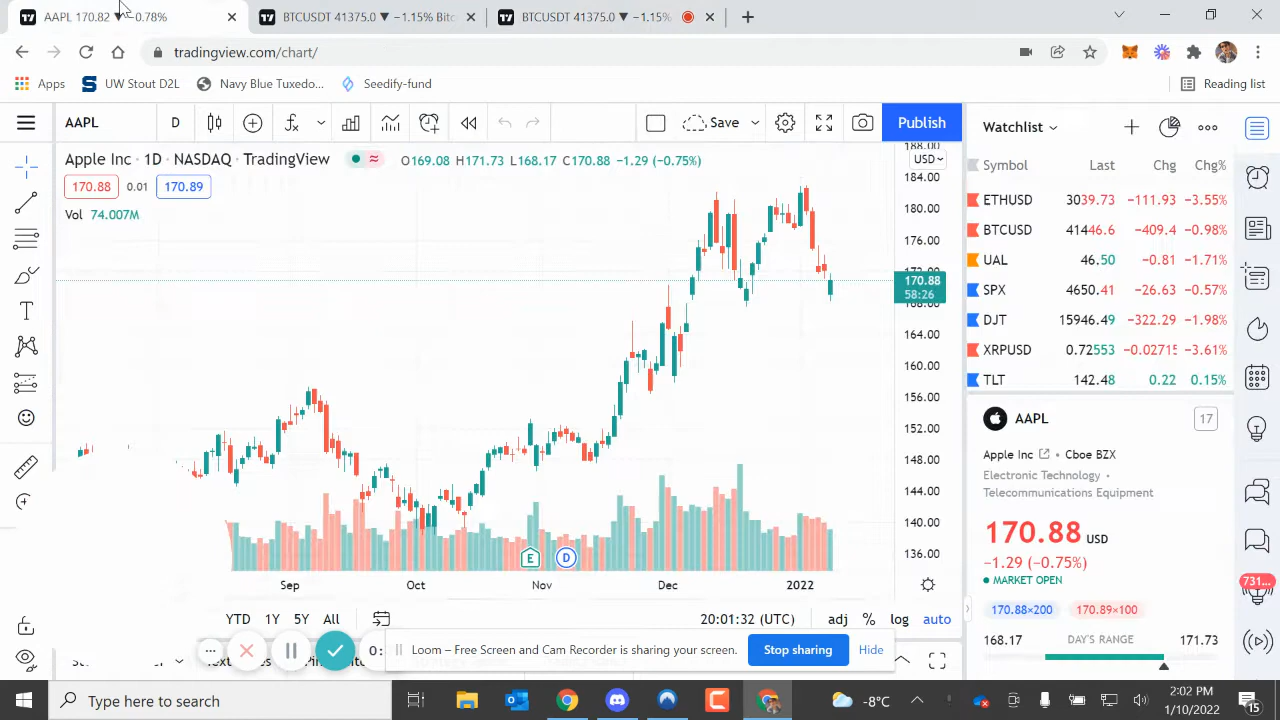 AAPL 170.82 ▼ −0.78%
BTCUSDT 41375.0 ▼ −1.15% Bitc
BTCUSDT 41375.0 ▼ −1.15%
tradingview.com/chart/
Apps
UW Stout D2L
Navy Blue Tuxedo...
Seedify-fund
Reading list
AAPL
D
Save
Publish
Watchlist
Apple Inc · 1D · NASDAQ · TradingView
O169.08 H171.73 L168.17 C170.88 −1.29 (−0.75%)
USD
170.88 0.01 170.89
Vol 74.007M
188.00
184.00
180.00
176.00
172.00
170.88
58:26
168.00
164.00
160.00
156.00
152.00
148.00
144.00
140.00
136.00
E D
Sep Oct Nov Dec 2022
YTD 1Y 5Y All
20:01:32 (UTC)
adj % log auto
Symbol Last Chg Chg%
ETHUSD 3039.73 −111.93 −3.55%
BTCUSD 41446.6 −409.4 −0.98%
UAL 46.50 −0.81 −1.71%
SPX 4650.41 −26.63 −0.57%
DJT 15946.49 −322.29 −1.98%
XRPUSD 0.72553 −0.02715 −3.61%
TLT 142.48 0.22 0.15%
AAPL
17
Apple Inc • Cboe BZX
Electronic Technology •
Telecommunications Equipment
170.88 USD
−1.29 (−0.75%)
MARKET OPEN
170.88×200 170.89×100
168.17 DAY'S RANGE 171.73
731...
0:
Loom – Free Screen and Cam Recorder is sharing your screen.
Stop sharing
Hide
Type here to search
-8°C
2:02 PM
1/10/2022
15